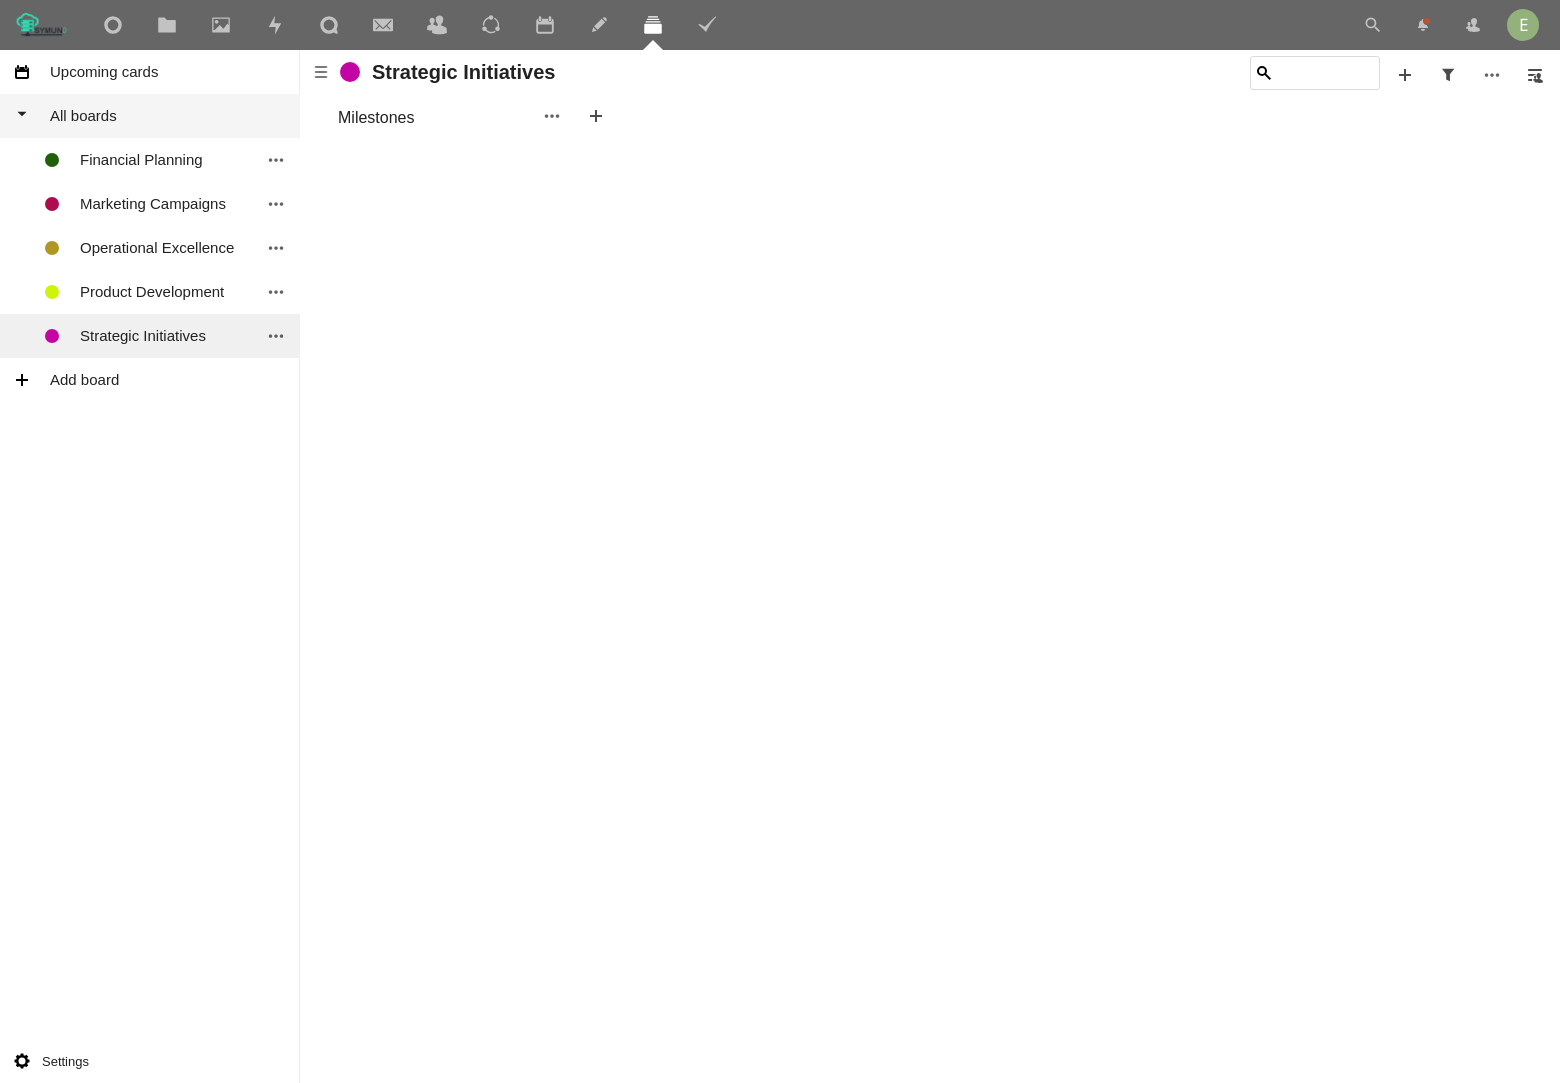 E
Upcoming cards
All boards
Financial Planning
Marketing Campaigns
Operational Excellence
Product Development
Strategic Initiatives
Add board
Settings
Strategic Initiatives
Milestones